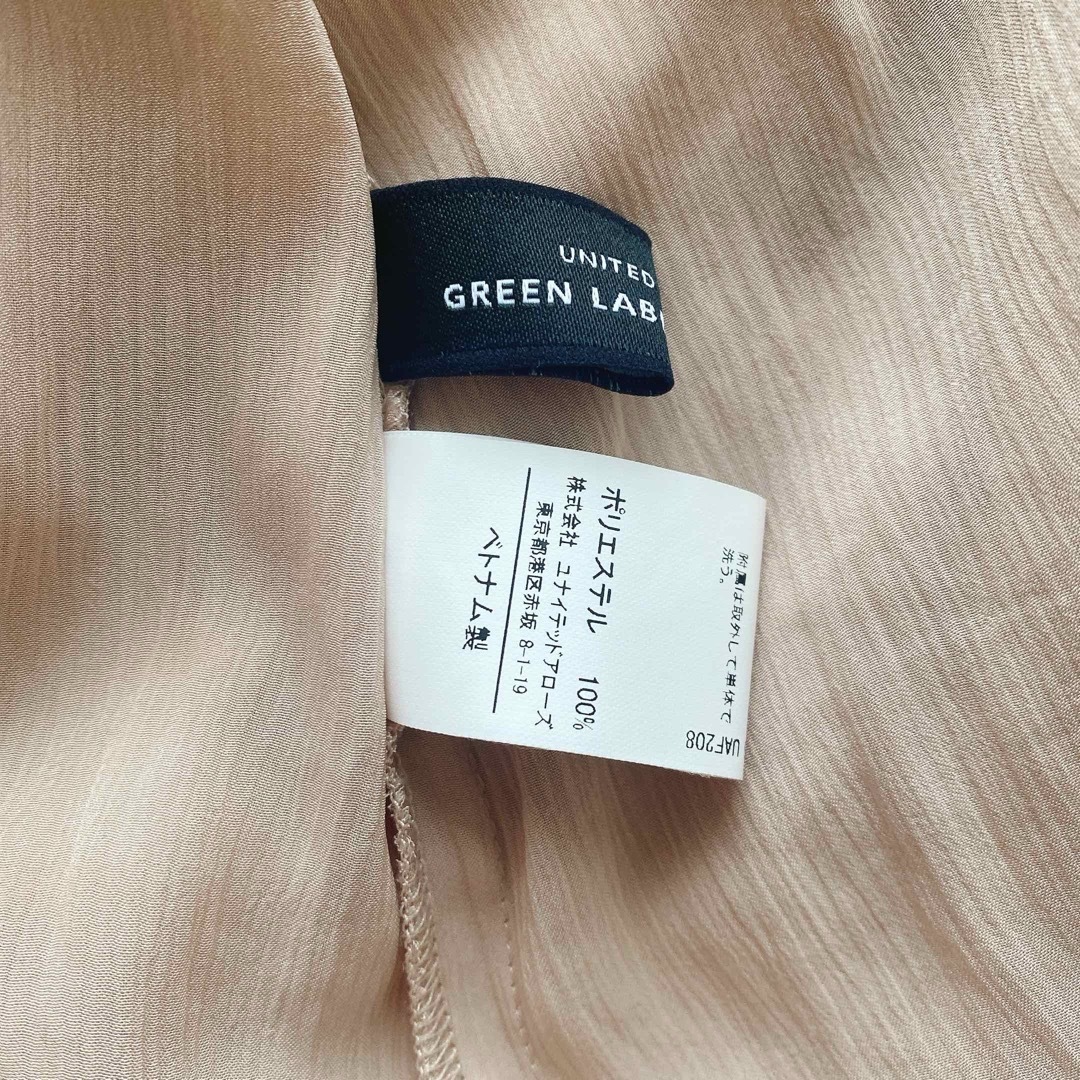 UNITED
GREEN LAB
附属は取外して単体で
洗う。
UAF208
ポリエステル 100%
株式会社 ユナイテッドアローズ
東京都港区赤坂 8-1-19
ベトナム製